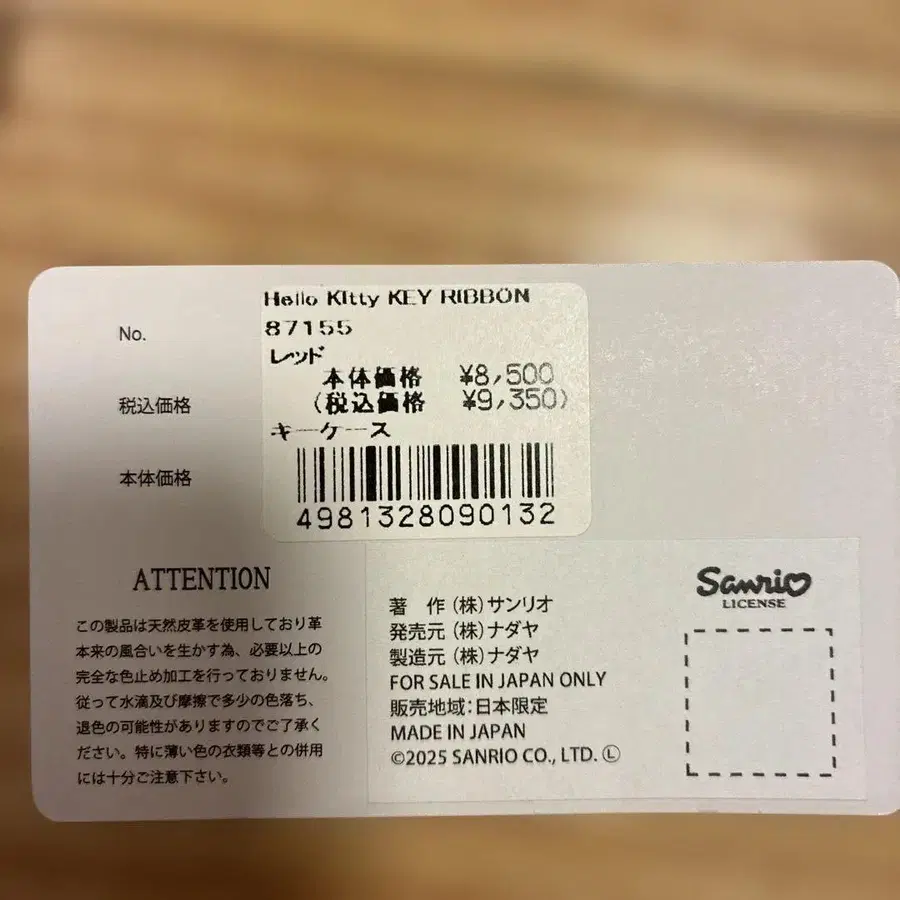 Hello Kitty KEY RIBBON
No.
87155
レッド
本体価格 ¥8,500
税込価格
(税込価格 ¥9,350)
キーケース
本体価格
4981328090132
ATTENTION
この製品は天然皮革を使用しており革
本来の風合いを生かす為、必要以上の
完全な色止め加工を行っておりません。
従って水滴及び摩擦で多少の色落ち、
退色の可能性がありますのでご了承く
ださい。特に薄い色の衣類等との併用
には十分ご注意下さい。
著　作 (株)サンリオ
発売元 (株)ナダヤ
製造元 (株)ナダヤ
FOR SALE IN JAPAN ONLY
販売地域:日本限定
MADE IN JAPAN
©2025 SANRIO CO., LTD. Ⓛ
Sanrio
LICENSE